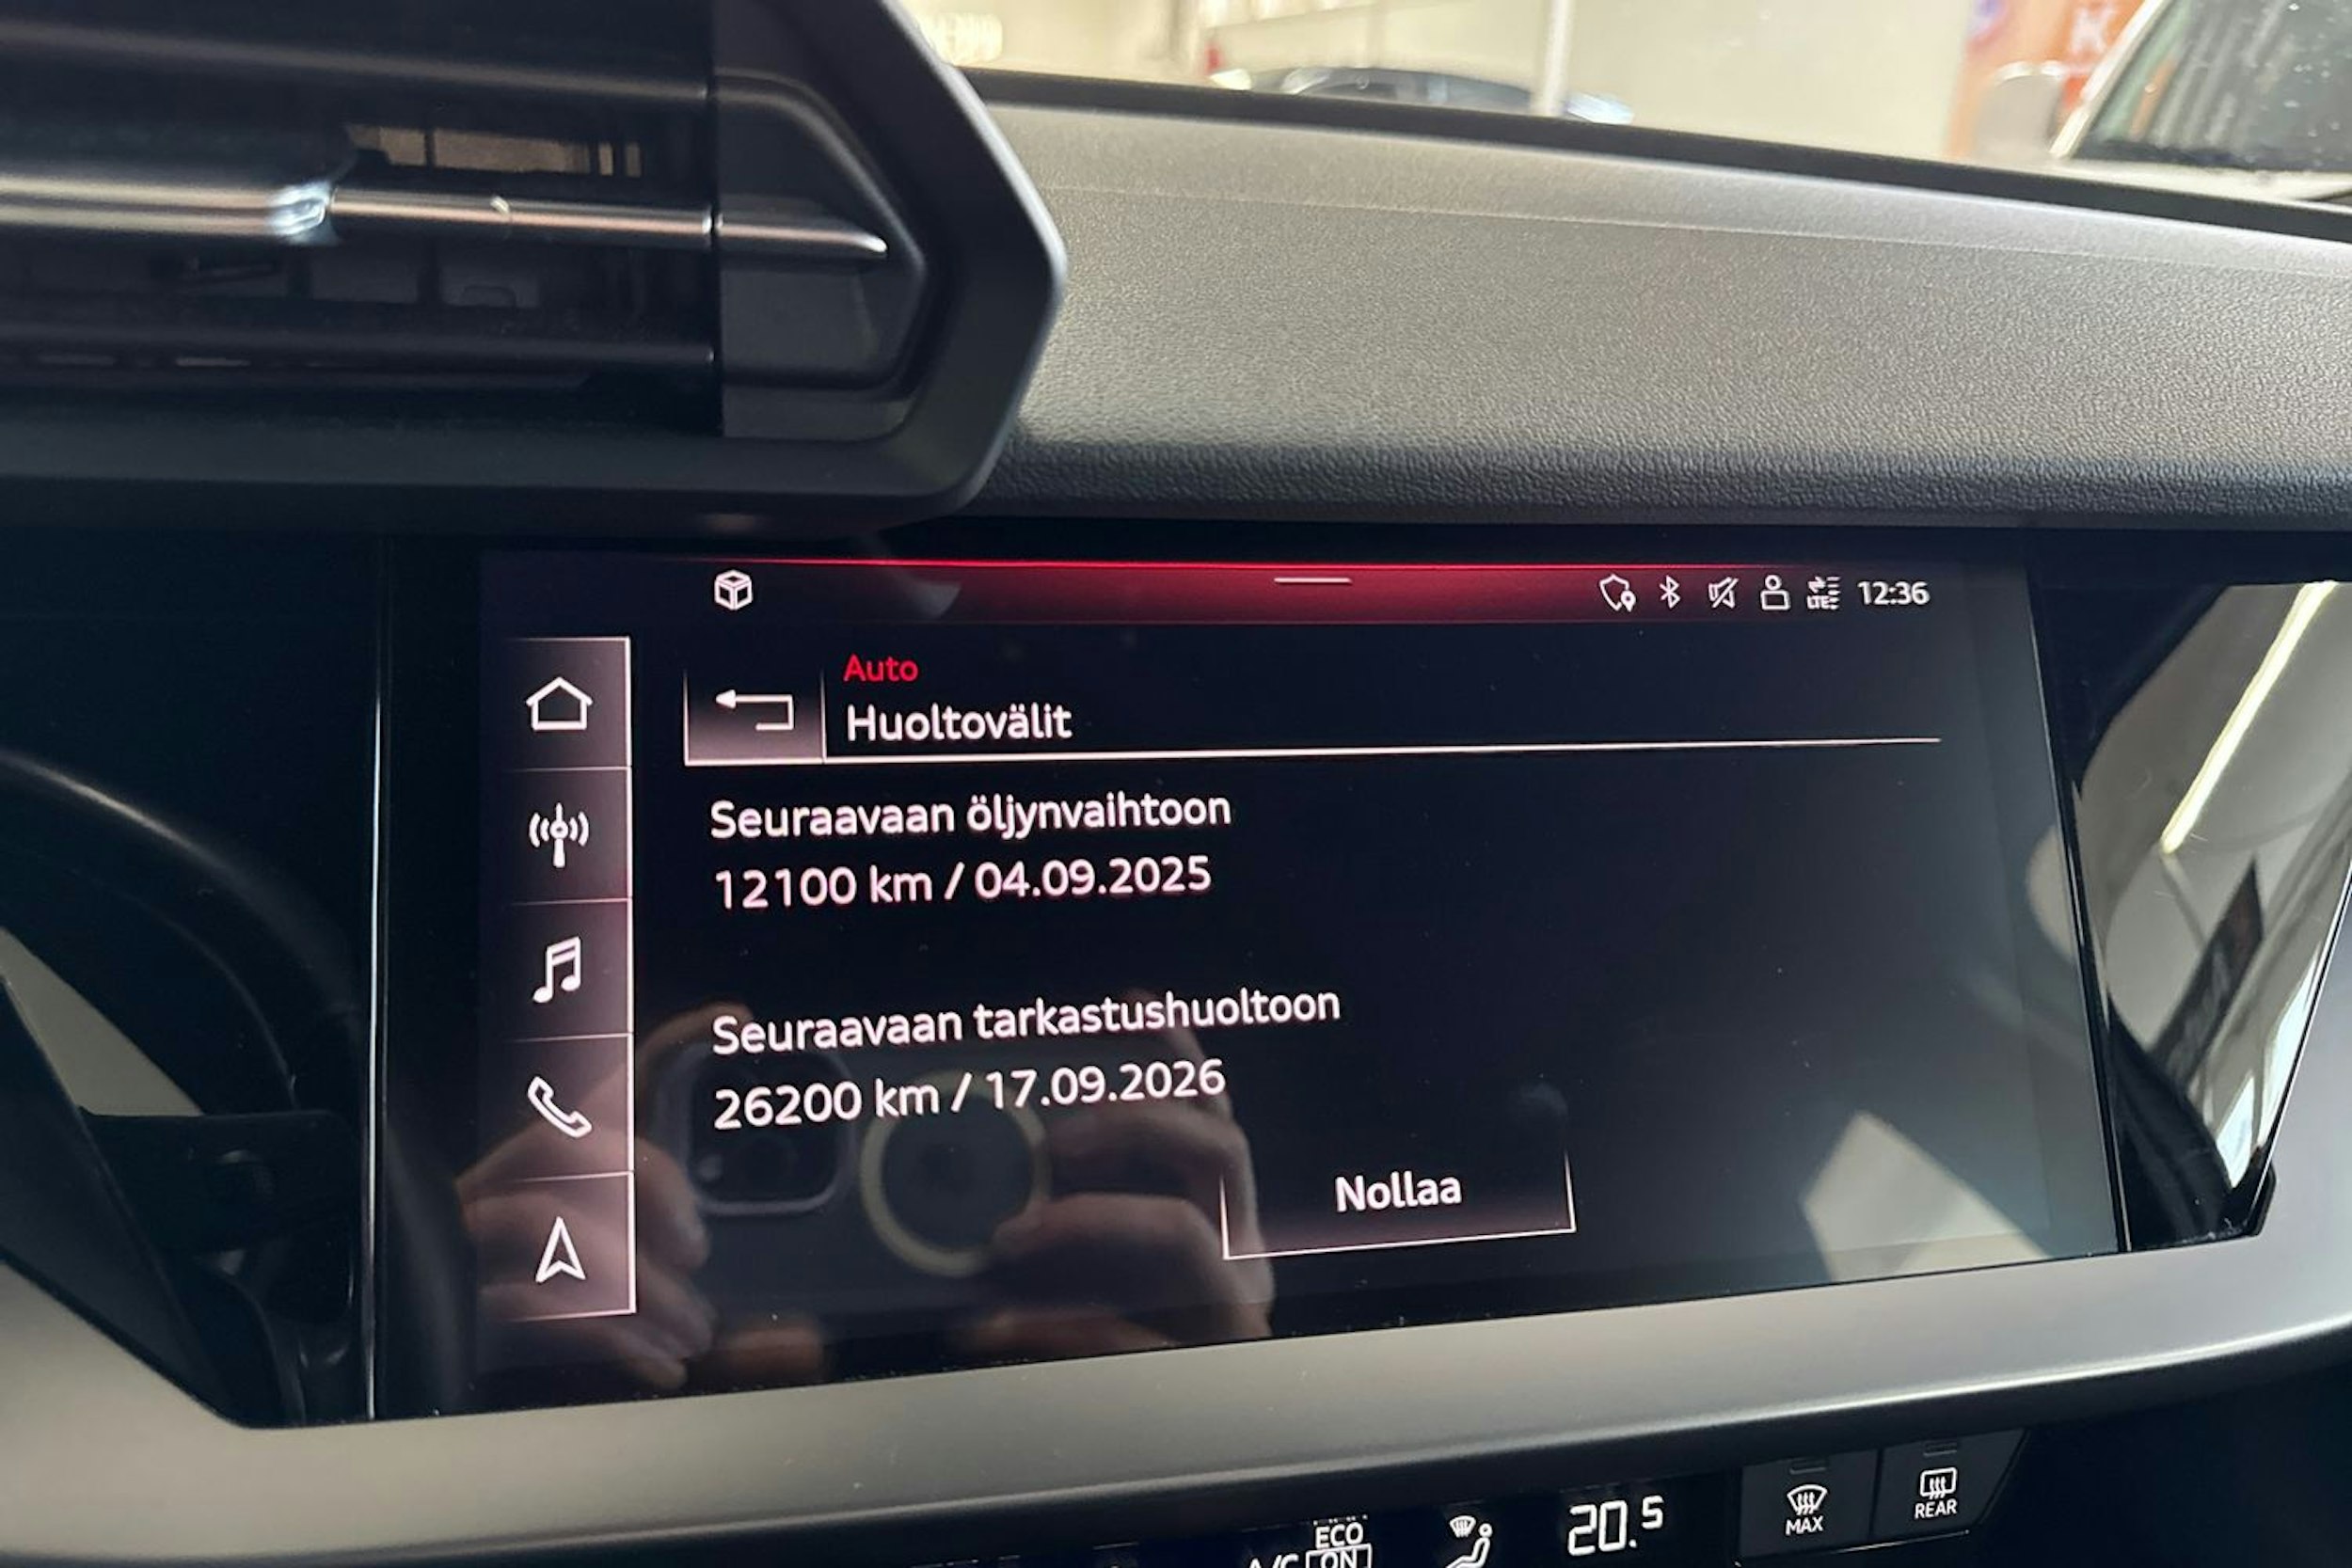 12:36
Auto
Huoltovälit
Seuraavaan öljynvaihtoon
12100 km / 04.09.2025
Seuraavaan tarkastushuoltoon
26200 km / 17.09.2026
Nollaa
LTE
A/C
ECO
ON
20.5
MAX
REAR